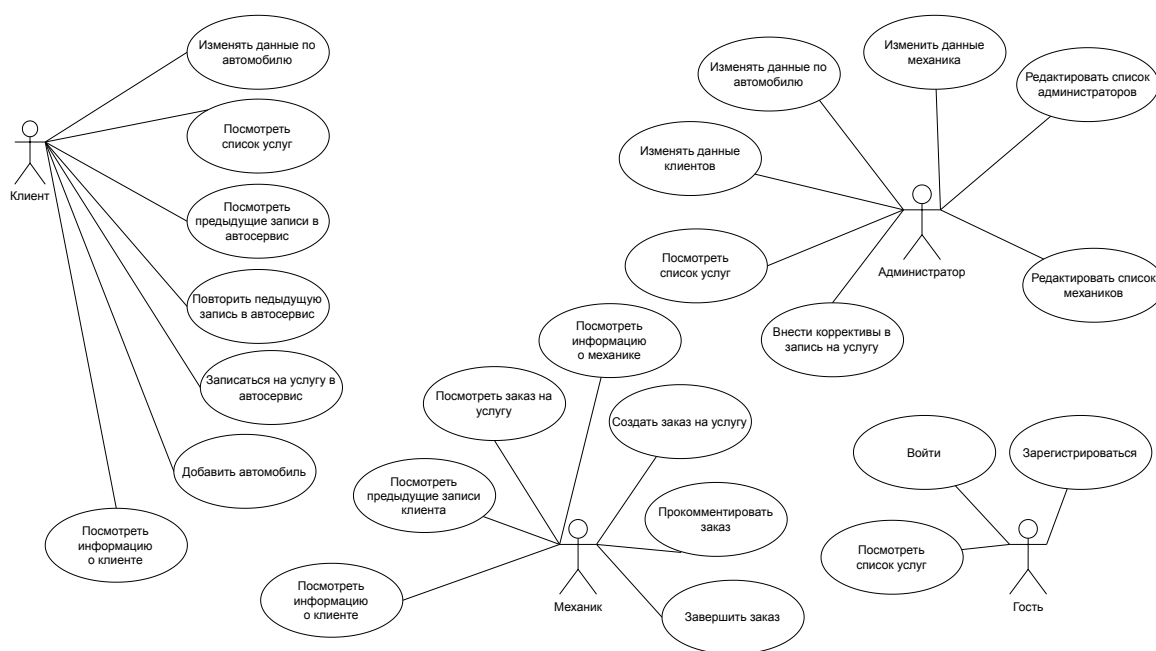 Изменять данные по
автомобилю
Посмотреть
список услуг
Клиент
Посмотреть
предыдущие записи в
автосервис
Повторить педыдущую
запись в автосервис
Записаться на услугу в
автосервис
Добавить автомобиль
Посмотреть
информацию
о клиенте
Изменить данные
механика
Изменять данные по
автомобилю
Редактировать список
администраторов
Изменять данные
клиентов
Посмотреть
список услуг
Администратор
Редактировать список
механиков
Внести коррективы в
запись на услугу
Посмотреть
информацию
о механике
Посмотреть заказ на
услугу
Создать заказ на услугу
Посмотреть
предыдущие записи
клиента
Прокомментировать
заказ
Посмотреть
информацию
о клиенте
Механик
Завершить заказ
Войти
Зарегистрироваться
Посмотреть
список услуг
Гость